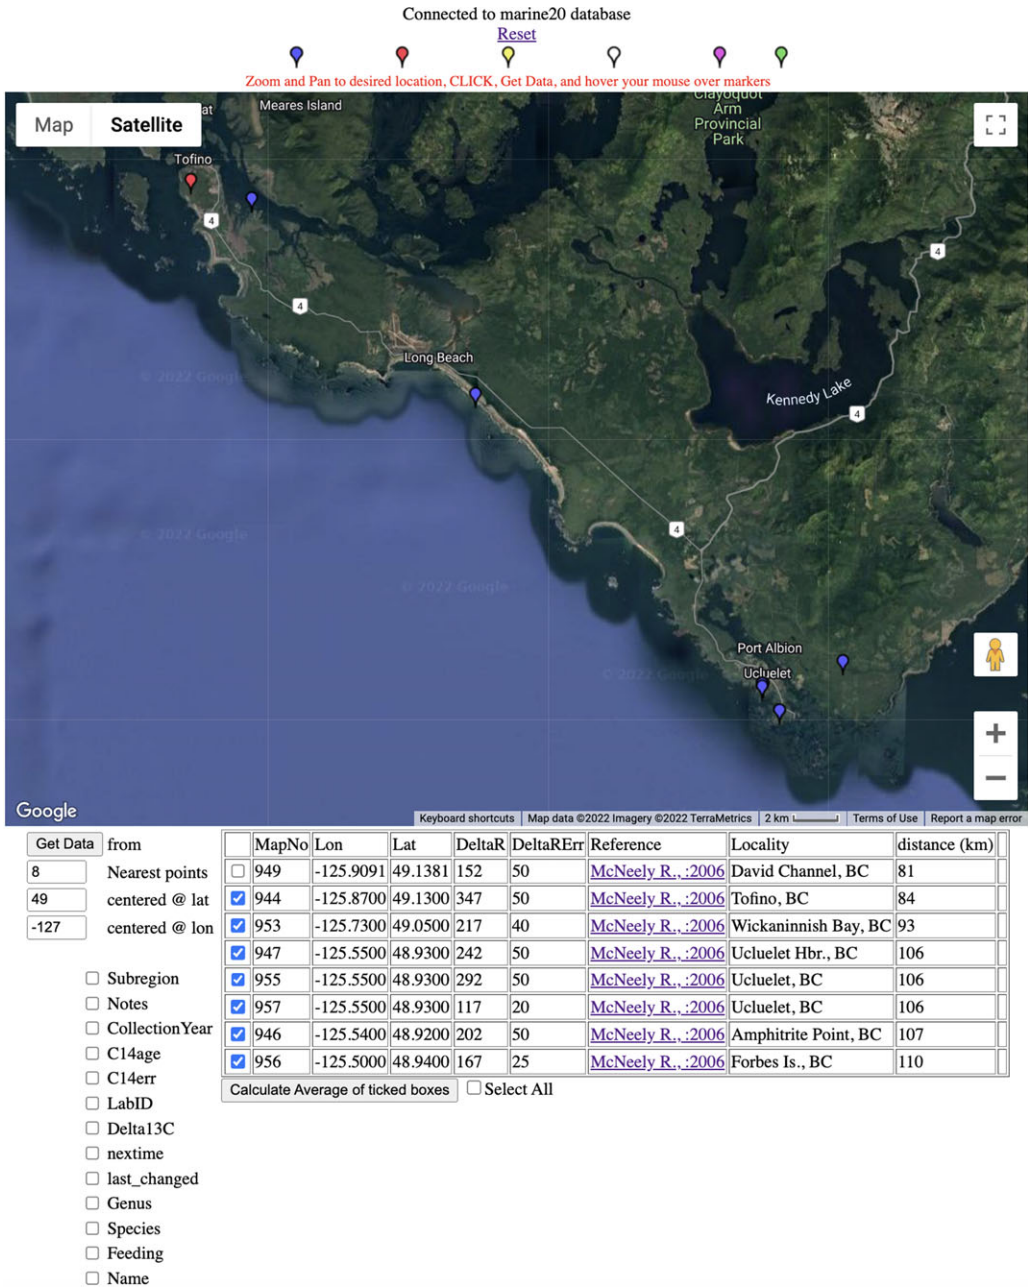 Connected to marine20 database
Reset
Zoom and Pan to desired location, CLICK, Get Data, and hover your mouse over markers
Map Satellite
at
Meares Island
Clayoquot
Arm
Provincial
Park
Tofino
4
4
4
Long Beach
© 2022 Google
Kennedy Lake
4
4
© 2022 Google
© 2022 Google
Port Albion
© 2022 Google
Ucluelet
Google
Keyboard shortcuts Map data ©2022 Imagery ©2022 TerraMetrics 2 km Terms of Use Report a map error
Get Data from
8 Nearest points
49 centered @ lat
-127 centered @ lon
Subregion
Notes
CollectionYear
C14age
C14err
LabID
Delta13C
nextime
last_changed
Genus
Species
Feeding
Name
MapNo Lon Lat DeltaR DeltaRErr Reference Locality distance (km)
949 -125.9091 49.1381 152 50 McNeely R., :2006 David Channel, BC 81
944 -125.8700 49.1300 347 50 McNeely R., :2006 Tofino, BC 84
953 -125.7300 49.0500 217 40 McNeely R., :2006 Wickaninnish Bay, BC 93
947 -125.5500 48.9300 242 50 McNeely R., :2006 Ucluelet Hbr., BC 106
955 -125.5500 48.9300 292 50 McNeely R., :2006 Ucluelet, BC 106
957 -125.5500 48.9300 117 20 McNeely R., :2006 Ucluelet, BC 106
946 -125.5400 48.9200 202 50 McNeely R., :2006 Amphitrite Point, BC 107
956 -125.5000 48.9400 167 25 McNeely R., :2006 Forbes Is., BC 110
Calculate Average of ticked boxes Select All